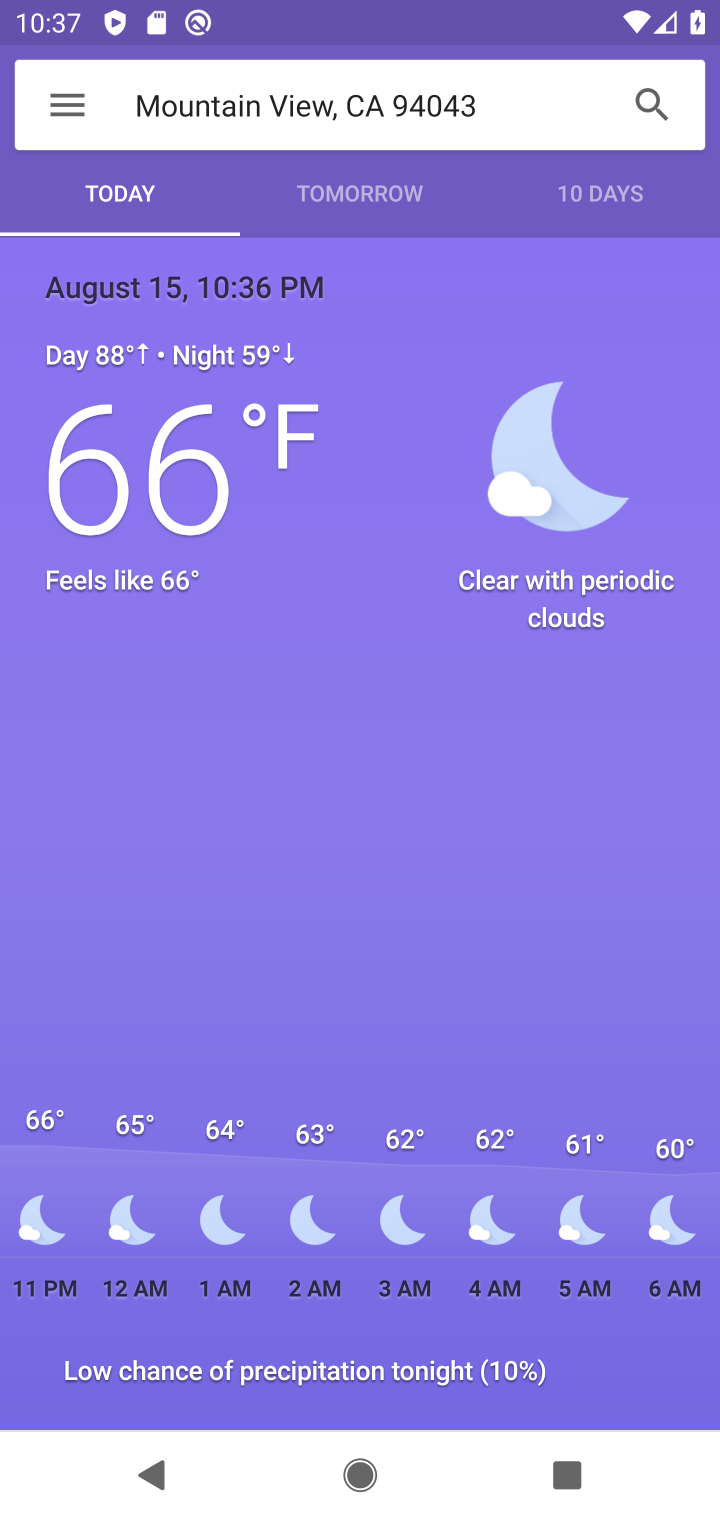 10:37
Mountain View, CA 94043
TODAY TOMORROW 10 DAYS
August 15, 10:36 PM
Day 88°↑ • Night 59°↓
66°F
Feels like 66°
Clear with periodic
clouds
66° 65° 64° 63° 62° 62° 61° 60°
11 PM 12 AM 1 AM 2 AM 3 AM 4 AM 5 AM 6 AM
Low chance of precipitation tonight (10%)